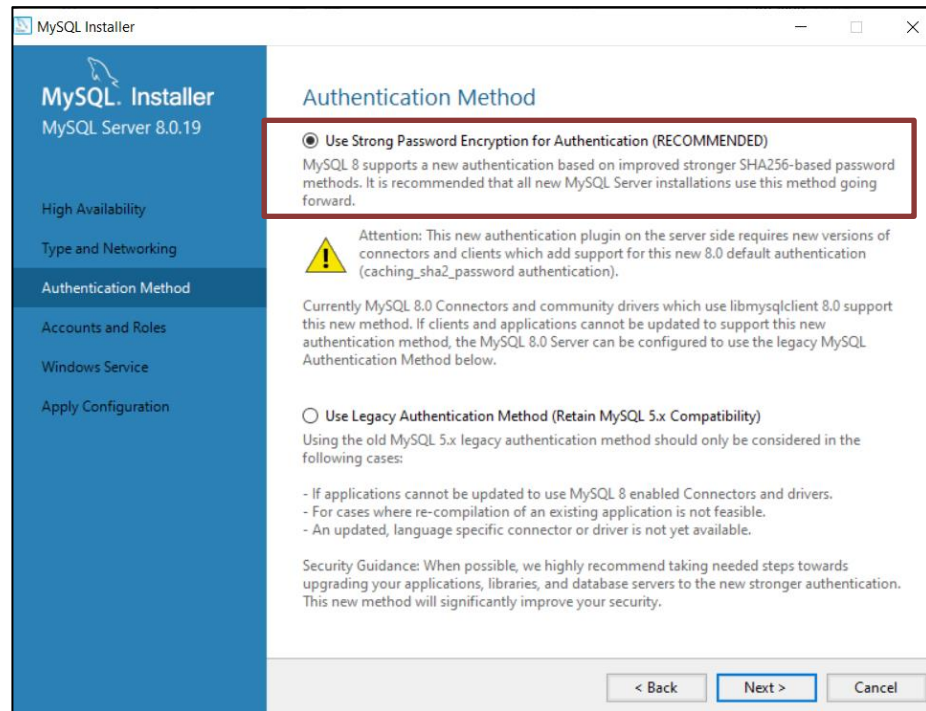 MySQL Installer
MySQL. Installer
MySQL Server 8.0.19
High Availability
Type and Networking
Authentication Method
Accounts and Roles
Windows Service
Apply Configuration
Authentication Method
Use Strong Password Encryption for Authentication (RECOMMENDED)
MySQL 8 supports a new authentication based on improved stronger SHA256-based password
methods. It is recommended that all new MySQL Server installations use this method going
forward.
Attention: This new authentication plugin on the server side requires new versions of
connectors and clients which add support for this new 8.0 default authentication
(caching_sha2_password authentication).
Currently MySQL 8.0 Connectors and community drivers which use libmysqlclient 8.0 support
this new method. If clients and applications cannot be updated to support this new
authentication method, the MySQL 8.0 Server can be configured to use the legacy MySQL
Authentication Method below.
Use Legacy Authentication Method (Retain MySQL 5.x Compatibility)
Using the old MySQL 5.x legacy authentication method should only be considered in the
following cases:
- If applications cannot be updated to use MySQL 8 enabled Connectors and drivers.
- For cases where re-compilation of an existing application is not feasible.
- An updated, language specific connector or driver is not yet available.
Security Guidance: When possible, we highly recommend taking needed steps towards
upgrading your applications, libraries, and database servers to the new stronger authentication.
This new method will significantly improve your security.
< Back
Next >
Cancel